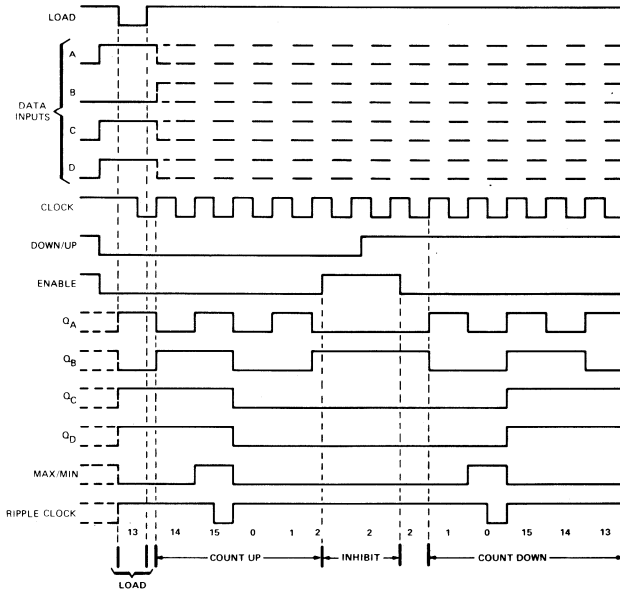 LOAD
A
B
DATA
INPUTS
C
D
CLOCK
DOWN/UP
ENABLE
QA
QB
QC
QD
MAX/MIN
RIPPLE CLOCK
13 14 15 0 1 2 2 2 1 0 15 14 13
COUNT UP INHIBIT COUNT DOWN
LOAD